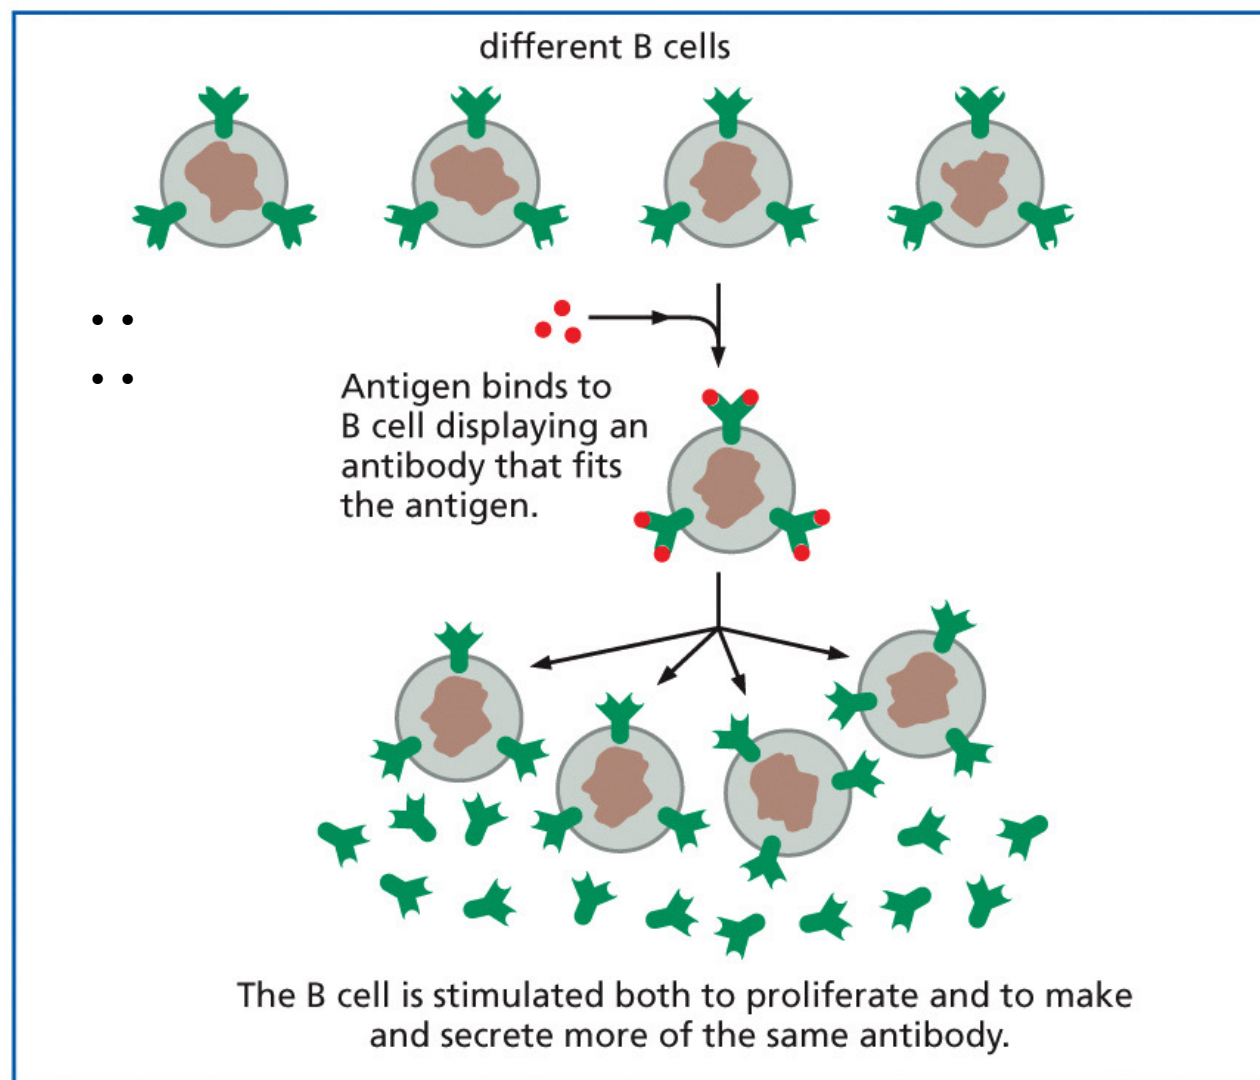 different B cells
Antigen binds to
B cell displaying an
antibody that fits
the antigen.
The B cell is stimulated both to proliferate and to make
and secrete more of the same antibody.